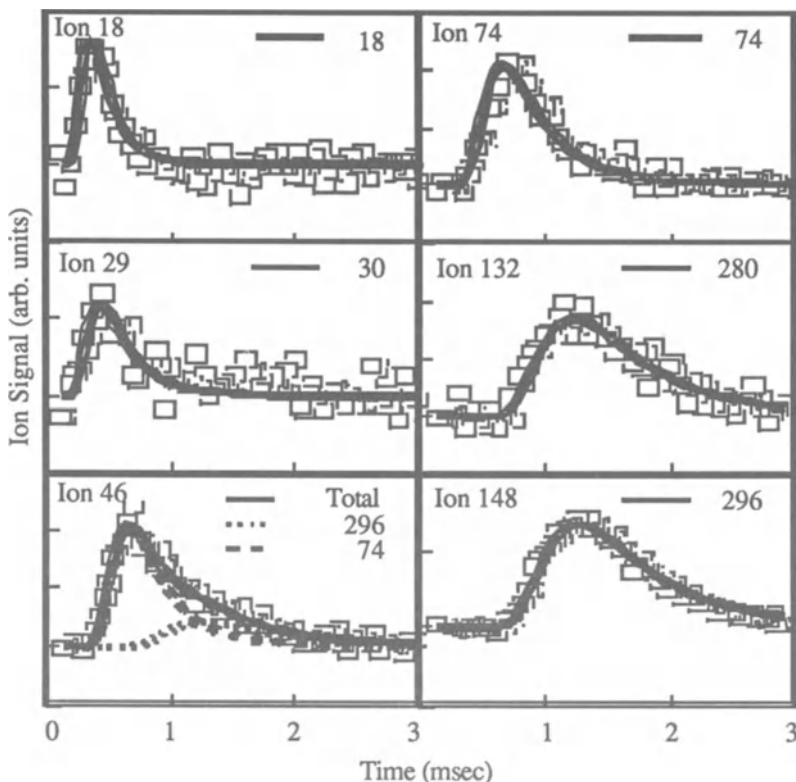 Ion 18
18
Ion 74
74
Ion 29
30
Ion 132
280
Ion 46
Total
296
74
Ion 148
296
Ion Signal (arb. units)
0 1 2 3 1 2 3
Time (msec)